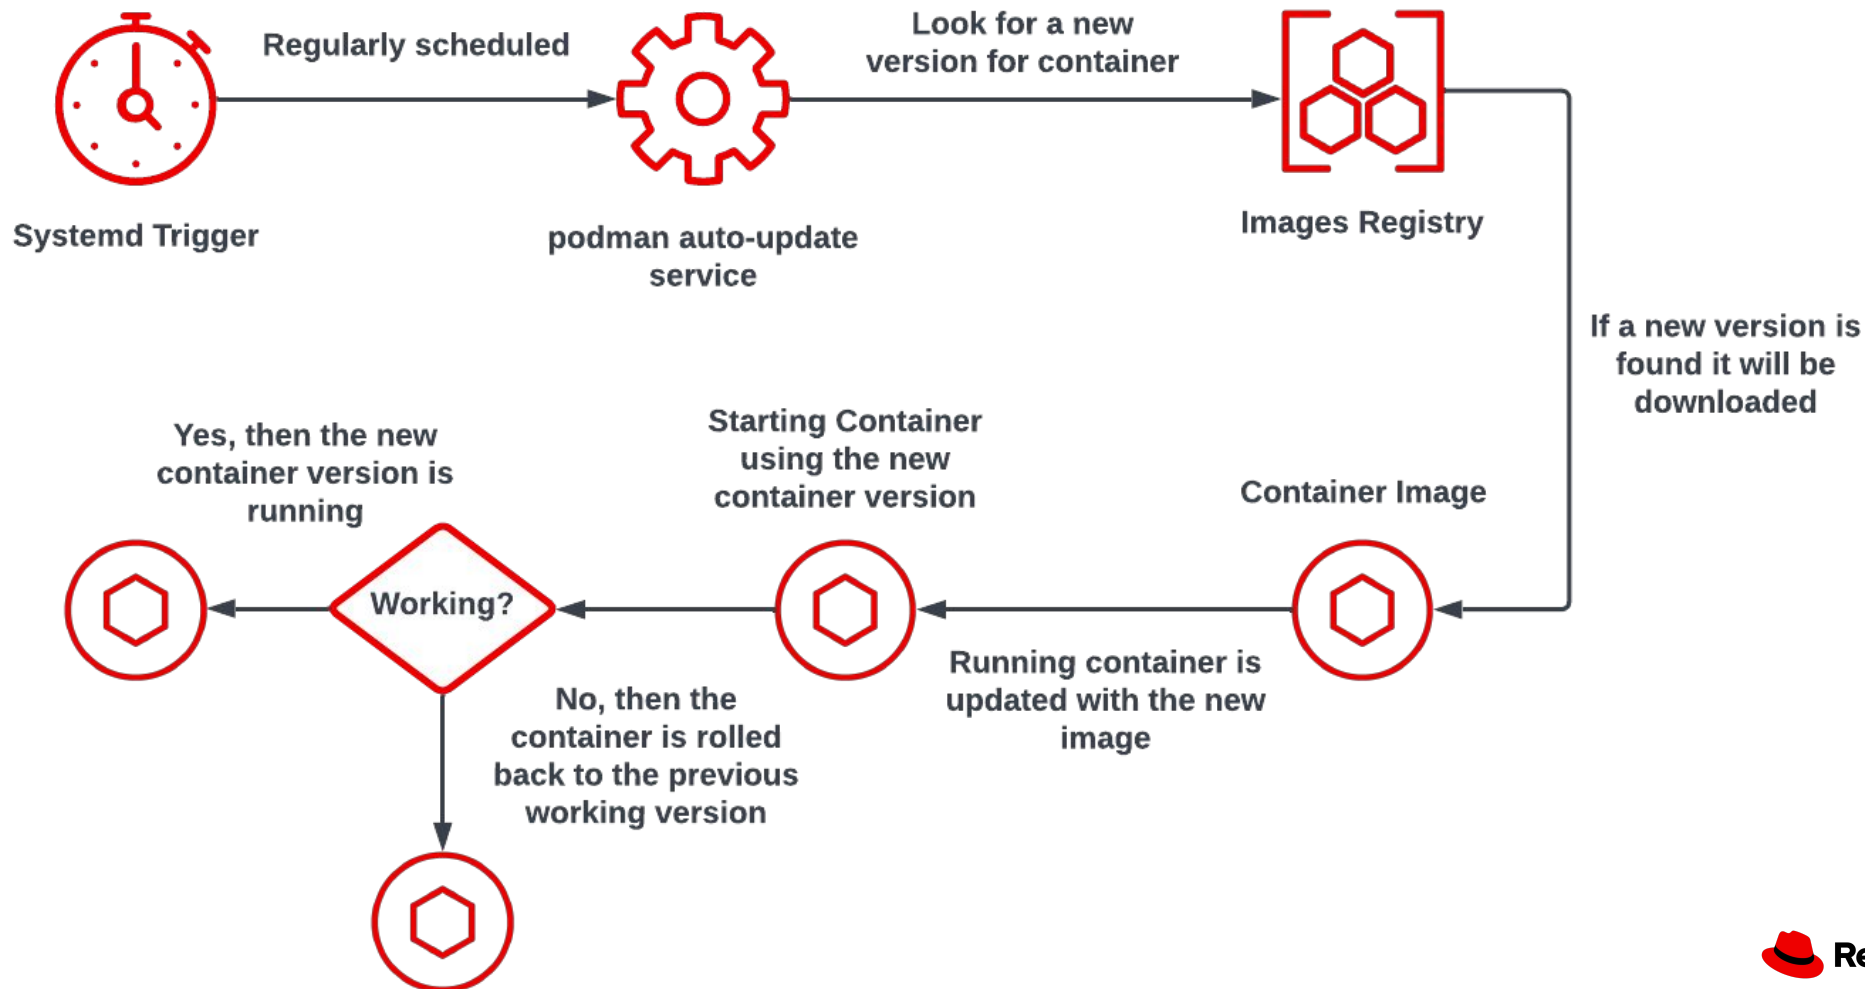 Regularly scheduled
Look for a new
version for container
Systemd Trigger
podman auto-update
service
Images Registry
If a new version is
found it will be
downloaded
Yes, then the new
container version is
running
Starting Container
using the new
container version
Container Image
Working?
Running container is
updated with the new
image
No, then the
container is rolled
back to the previous
working version
Re